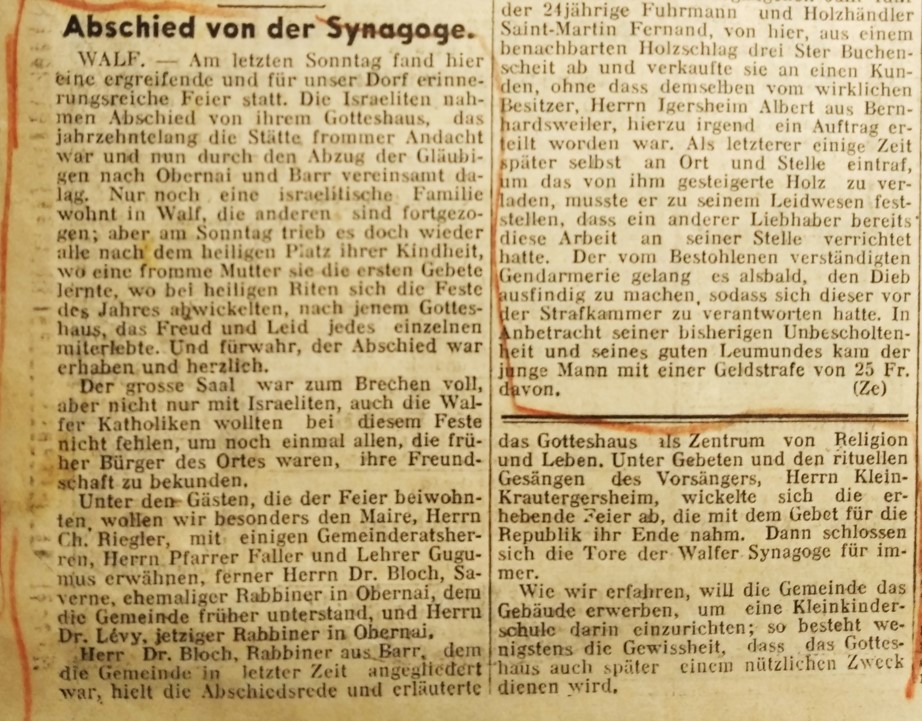 Abschied von der Synagoge.
WALF. — Am letzten Sonntag fand hier
eine ergreifende und für unser Dorf erinne-
rungsreiche Feier statt. Die Israeliten nah-
men Abschied von ihrem Gotteshaus, das
jahrzehntelang die Stätte frommer Andacht
war und nun durch den Abzug der Gläubi-
gen nach Obernai und Barr vereinsamt da-
lag. Nur noch eine israelitische Familie
wohnt in Walf, die anderen sind fortgezo-
gen; aber am Sonntag trieb es doch wieder
alle nach dem heiligen Platz ihrer Kindheit,
wo eine fromme Mutter sie die ersten Gebete
lernte, wo bei heiligen Riten sich die Feste
des Jahres abwickelten, nach jenem Gottes-
haus, das Freud und Leid jedes einzelnen
miterlebte. Und fürwahr, der Abschied war
erhaben und herzlich.
Der grosse Saal war zum Brechen voll,
aber nicht nur mit Israeliten, auch die Wal-
fer Katholiken wollten bei diesem Feste
nicht fehlen, um noch einmal allen, die frü-
her Bürger des Ortes waren, ihre Freund-
schaft zu bekunden.
Unter den Gästen, die der Feier beiwohn-
ten, wollen wir besonders den Maire, Herrn
Ch. Riegler, mit einigen Gemeinderatsher-
ren, Herrn Pfarrer Faller und Lehrer Gugu-
mus erwähnen, ferner Herrn Dr. Bloch, Sa-
verne, ehemaliger Rabbiner in Obernai, dem
die Gemeinde früher unterstand, und Herrn
Dr. Lévy, jetziger Rabbiner in Obernai.
Herr Dr. Bloch, Rabbiner aus Barr, dem
die Gemeinde in letzter Zeit angegliedert
war, hielt die Abschiedsrede und erläuterte
der 24jährige Fuhrmann und Holzhändler
Saint-Martin Fernand, von hier, aus einem
benachbarten Holzschlag drei Ster Buchen-
scheit ab und verkaufte sie an einen Kun-
den, ohne dass demselben vom wirklichen
Besitzer, Herrn Igersheim Albert aus Bern-
hardsweiler, hierzu irgend ein Auftrag er-
teilt worden war. Als letzterer einige Zeit
später selbst an Ort und Stelle eintraf,
um das von ihm gesteigerte Holz zu ver-
laden, musste er zu seinem Leidwesen fest-
stellen, dass ein anderer Liebhaber bereits
diese Arbeit an seiner Stelle verrichtet
hatte. Der vom Bestohlenen verständigten
Gendarmerie gelang es alsbald, den Dieb
ausfindig zu machen, sodass sich dieser vor
der Strafkammer zu verantworten hatte. In
Anbetracht seiner bisherigen Unbescholten-
heit und seines guten Leumundes kam der
junge Mann mit einer Geldstrafe von 25 Fr.
davon. (Ze)
das Gotteshaus als Zentrum von Religion
und Leben. Unter Gebeten und den rituellen
Gesängen des Vorsängers, Herrn Klein-
Krautergersheim, wickelte sich die er-
hebende Feier ab, die mit dem Gebet für die
Republik ihr Ende nahm. Dann schlossen
sich die Tore der Walfer Synagoge für im-
mer.
Wie wir erfahren, will die Gemeinde das
Gebäude erwerben, um eine Kleinkinder-
schule darin einzurichten; so besteht we-
nigstens die Gewissheit, dass das Gottes-
haus auch später einem nützlichen Zweck
dienen wird.